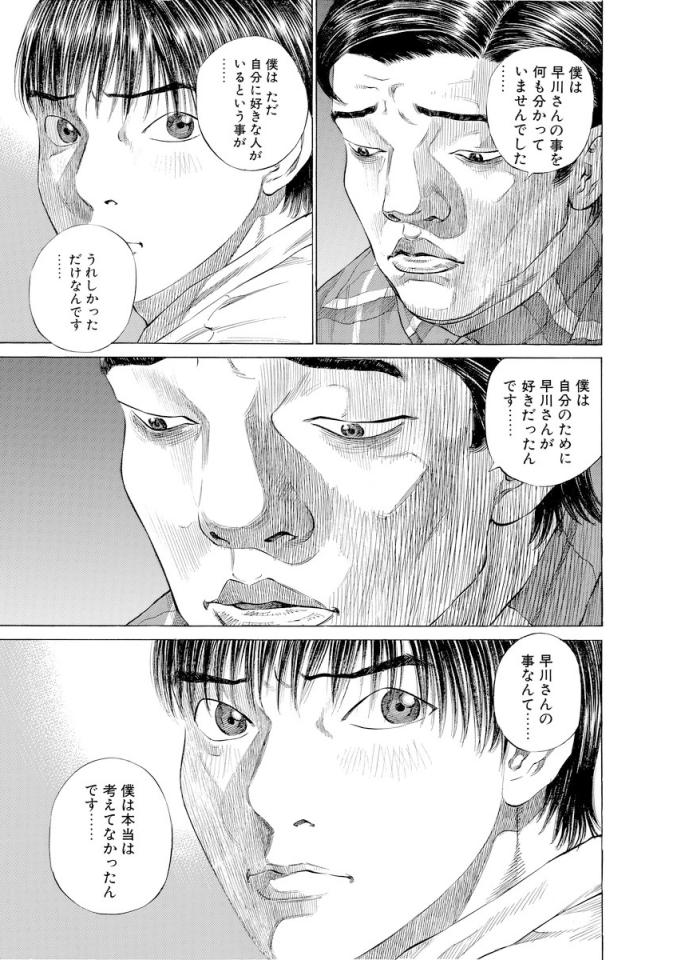 僕は
早川さんの事を
何も分かって
いませんでした
……
僕は ただ
自分に好きな人が
いるという事が
……
うれしかった
だけなんです
……
僕は
自分のために
早川さんが
好きだったん
です……
早川さんの
事なんて……
僕は本当は
考えてなかったん
です……